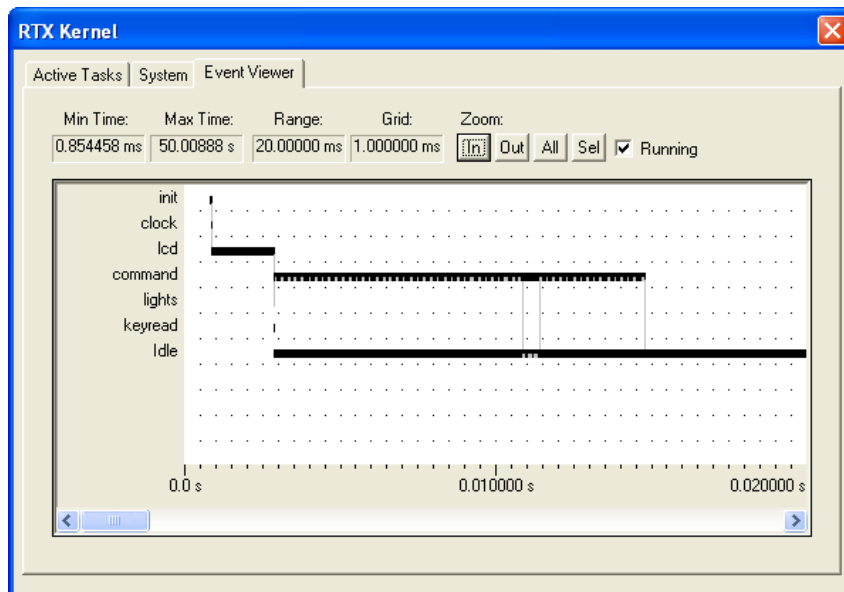 RTX Kernel
Active Tasks System Event Viewer
Min Time: Max Time: Range: Grid: Zoom:
0.854458 ms 50.00888 s 20.00000 ms 1.000000 ms In Out All Sel Running
init
clock
lcd
command
lights
keyread
Idle
0.0 s 0.010000 s 0.020000 s